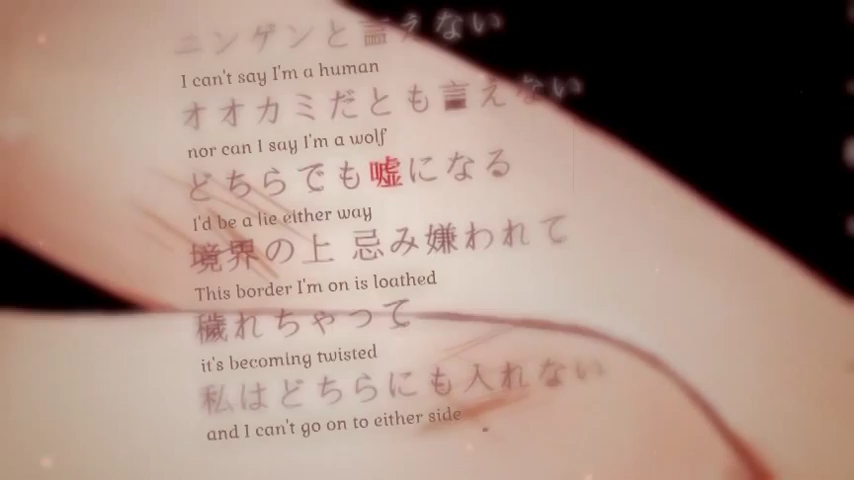 ニンゲンと言えない
I can't say I'm a human
オオカミだとも言えない
nor can I say I'm a wolf
どちらでも嘘になる
I'd be a lie either way
境界の上 忌み嫌われて
This border I'm on is loathed
穢れちゃって
it's becoming twisted
私はどちらにも入れない
and I can't go on to either side